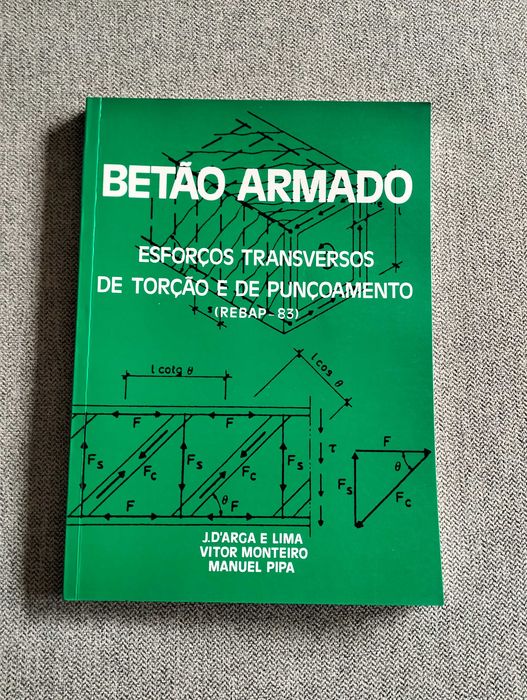 BETÃO ARMADO
ESFORÇOS TRANSVERSOS
DE TORÇÃO E DE PUNÇOAMENTO
(REBAP-83)
l cotg θ
l cos θ
F F
Fs Fc Fs Fc Fs
θ
F F
τ
F
θ
Fs Fc
J.D'ARGA E LIMA
VITOR MONTEIRO
MANUEL PIPA